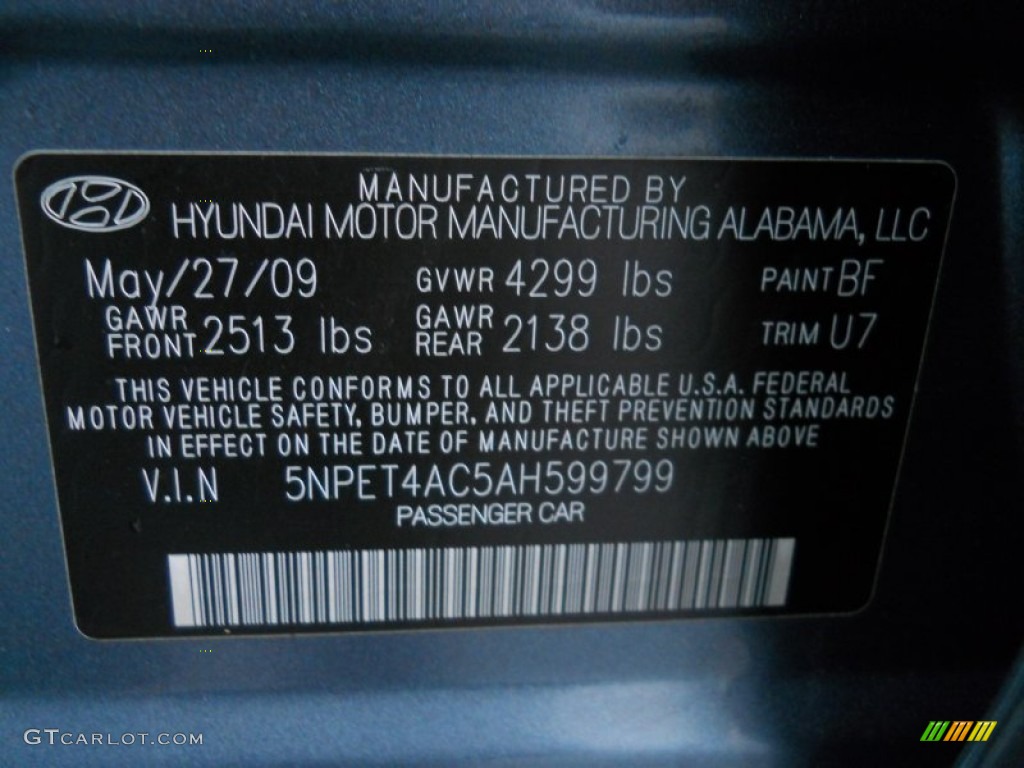 MANUFACTURED BY
HYUNDAI MOTOR MANUFACTURING ALABAMA, LLC
May/27/09 GVWR 4299 lbs PAINT BF
GAWR FRONT 2513 lbs GAWR REAR 2138 lbs TRIM U7
THIS VEHICLE CONFORMS TO ALL APPLICABLE U.S.A. FEDERAL
MOTOR VEHICLE SAFETY, BUMPER, AND THEFT PREVENTION STANDARDS
IN EFFECT ON THE DATE OF MANUFACTURE SHOWN ABOVE
V.I.N 5NPET4AC5AH599799
PASSENGER CAR
GTCARLOT.COM